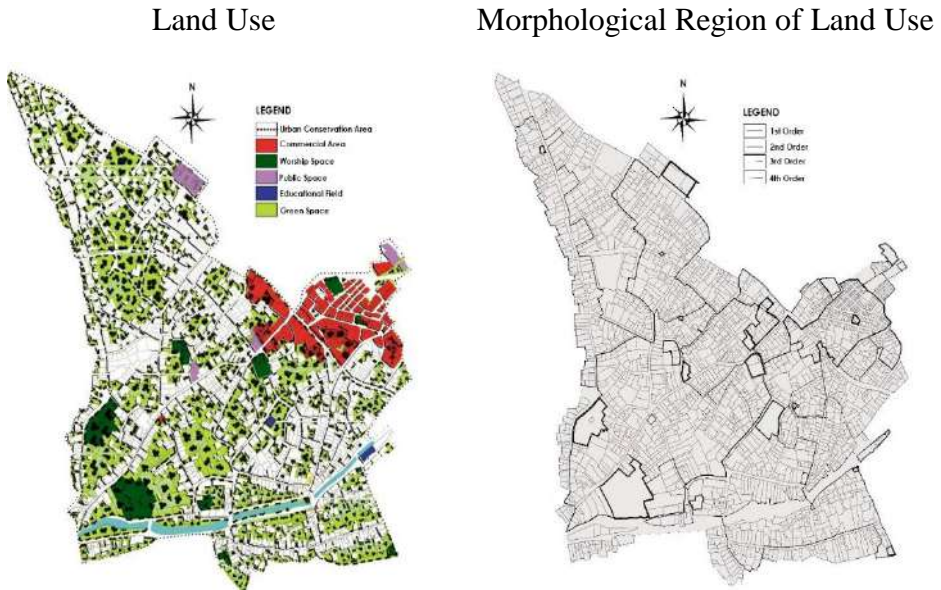 Land Use
Morphological Region of Land Use
N
LEGEND
Urban Conservation Area
Commercial Area
Worship Space
Public Space
Educational Field
Green Space
N
LEGEND
1st Order
2nd Order
3rd Order
4th Order